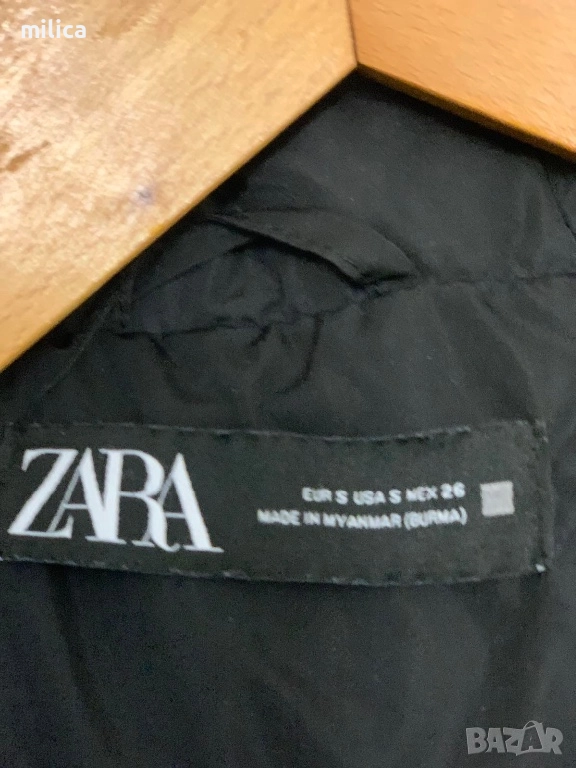 milica
ZARA
EUR S USA S MEX 26
MADE IN MYANMAR (BURMA)
BAZAR